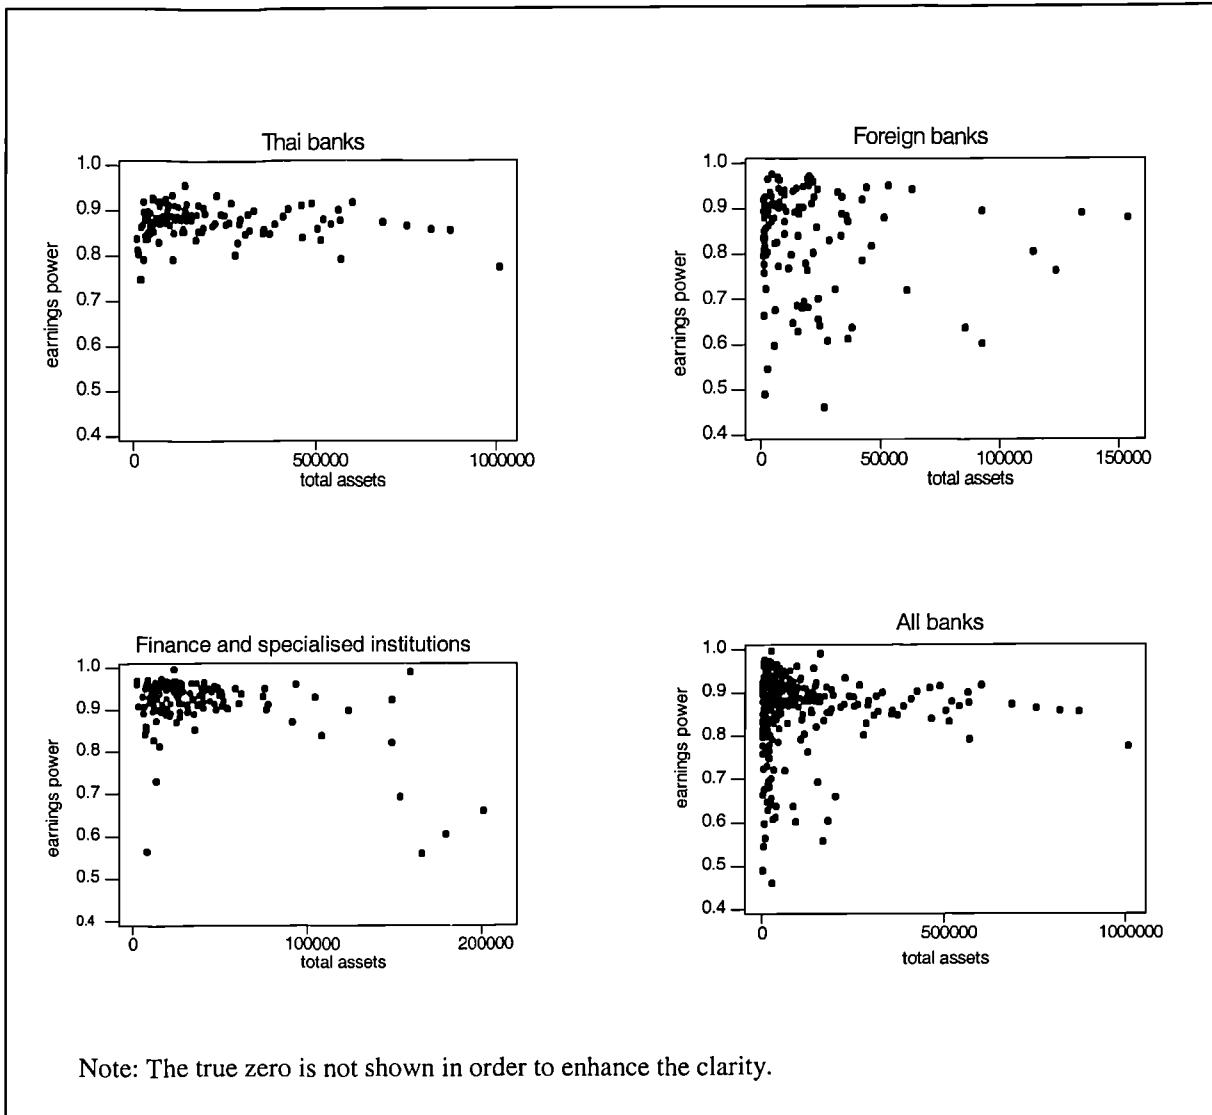 Thai banks
1.0
0.9
0.8
0.7
0.6
0.5
0.4
earnings power
0 500000 1000000
total assets
Foreign banks
1.0
0.9
0.8
0.7
0.6
0.5
0.4
earnings power
0 50000 100000 150000
total assets
Finance and specialised institutions
1.0
0.9
0.8
0.7
0.6
0.5
0.4
earnings power
0 100000 200000
total assets
All banks
1.0
0.9
0.8
0.7
0.6
0.5
0.4
earnings power
0 500000 1000000
total assets
Note: The true zero is not shown in order to enhance the clarity.